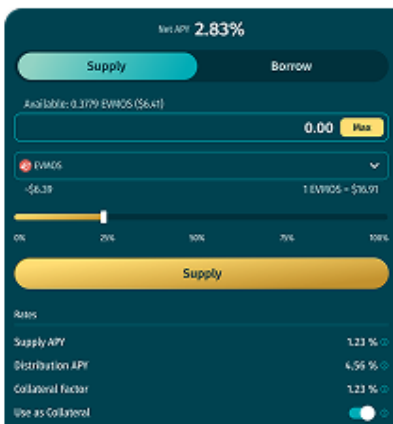 Net APY 2.83%
Supply Borrow
Available: 0.3779 EVMOS ($6.41)
0.00 Max
EVMOS
~$6.39 1 EVMOS = $16.91
0% 25% 50% 75% 100%
Supply
Rates
Supply APY 1.23 %
Distribution APY 4.56 %
Collateral Factor 1.23 %
Use as Collateral